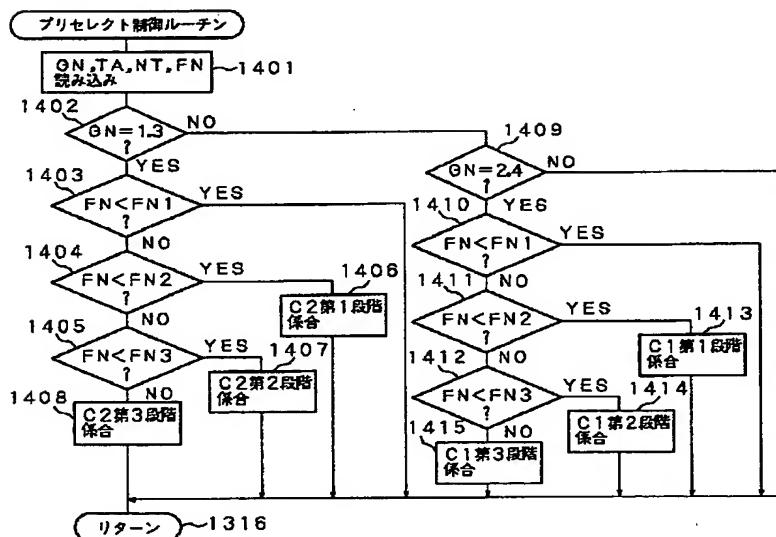 プリセレクト制御ルーチン
GN,TA,NT,FN
読み込み
1401
1402
GN=1.3
?
NO
YES
1403
FN<FN1
?
YES
NO
1404
FN<FN2
?
YES
NO
1406
C2第1段階
係合
1405
FN<FN3
?
YES
NO
1407
C2第2段階
係合
1408
C2第3段階
係合
1409
GN=2.4
?
NO
YES
1410
FN<FN1
?
YES
NO
1411
FN<FN2
?
YES
NO
1413
C1第1段階
係合
1412
FN<FN3
?
YES
NO
1414
C1第2段階
係合
1415
C1第3段階
係合
リターン
1316